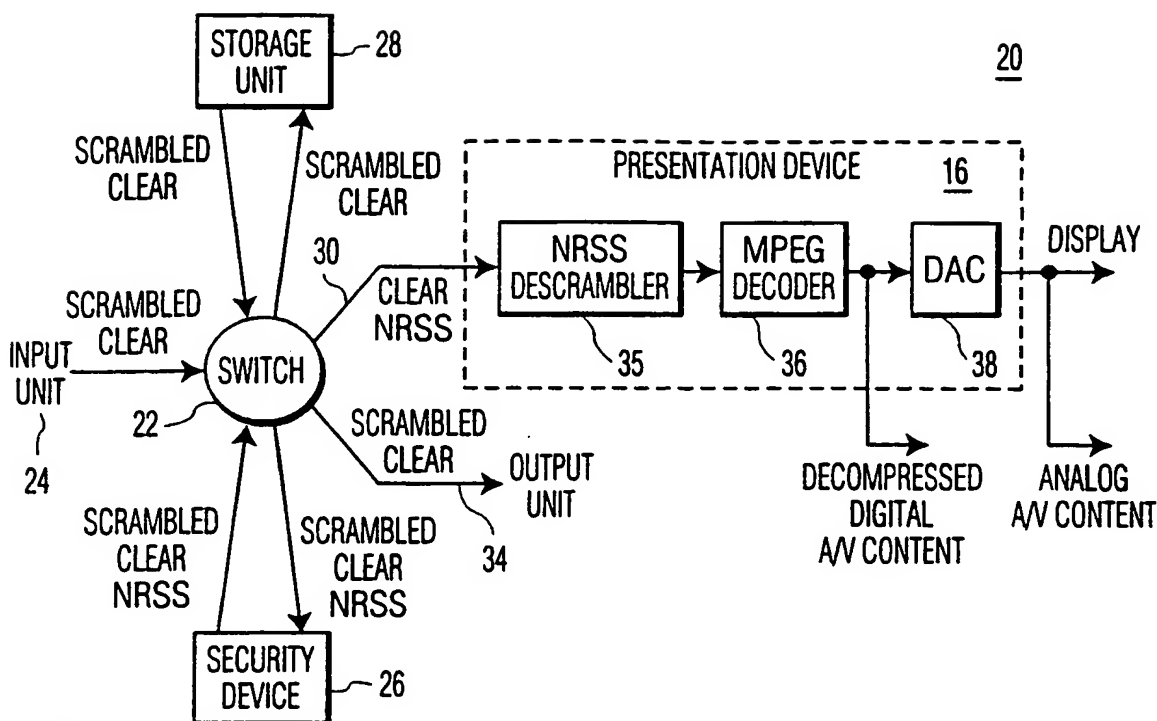 STORAGE
UNIT
28
20
SCRAMBLED
CLEAR
SCRAMBLED
CLEAR
PRESENTATION DEVICE
16
30
CLEAR
NRSS
NRSS
DESCRAMBLER
35
MPEG
DECODER
36
DAC
38
DISPLAY
SCRAMBLED
CLEAR
INPUT
UNIT
24
SWITCH
22
SCRAMBLED
CLEAR
34
OUTPUT
UNIT
DECOMPRESSED
DIGITAL
A/V CONTENT
ANALOG
A/V CONTENT
SCRAMBLED
CLEAR
NRSS
SCRAMBLED
CLEAR
NRSS
SECURITY
DEVICE
26